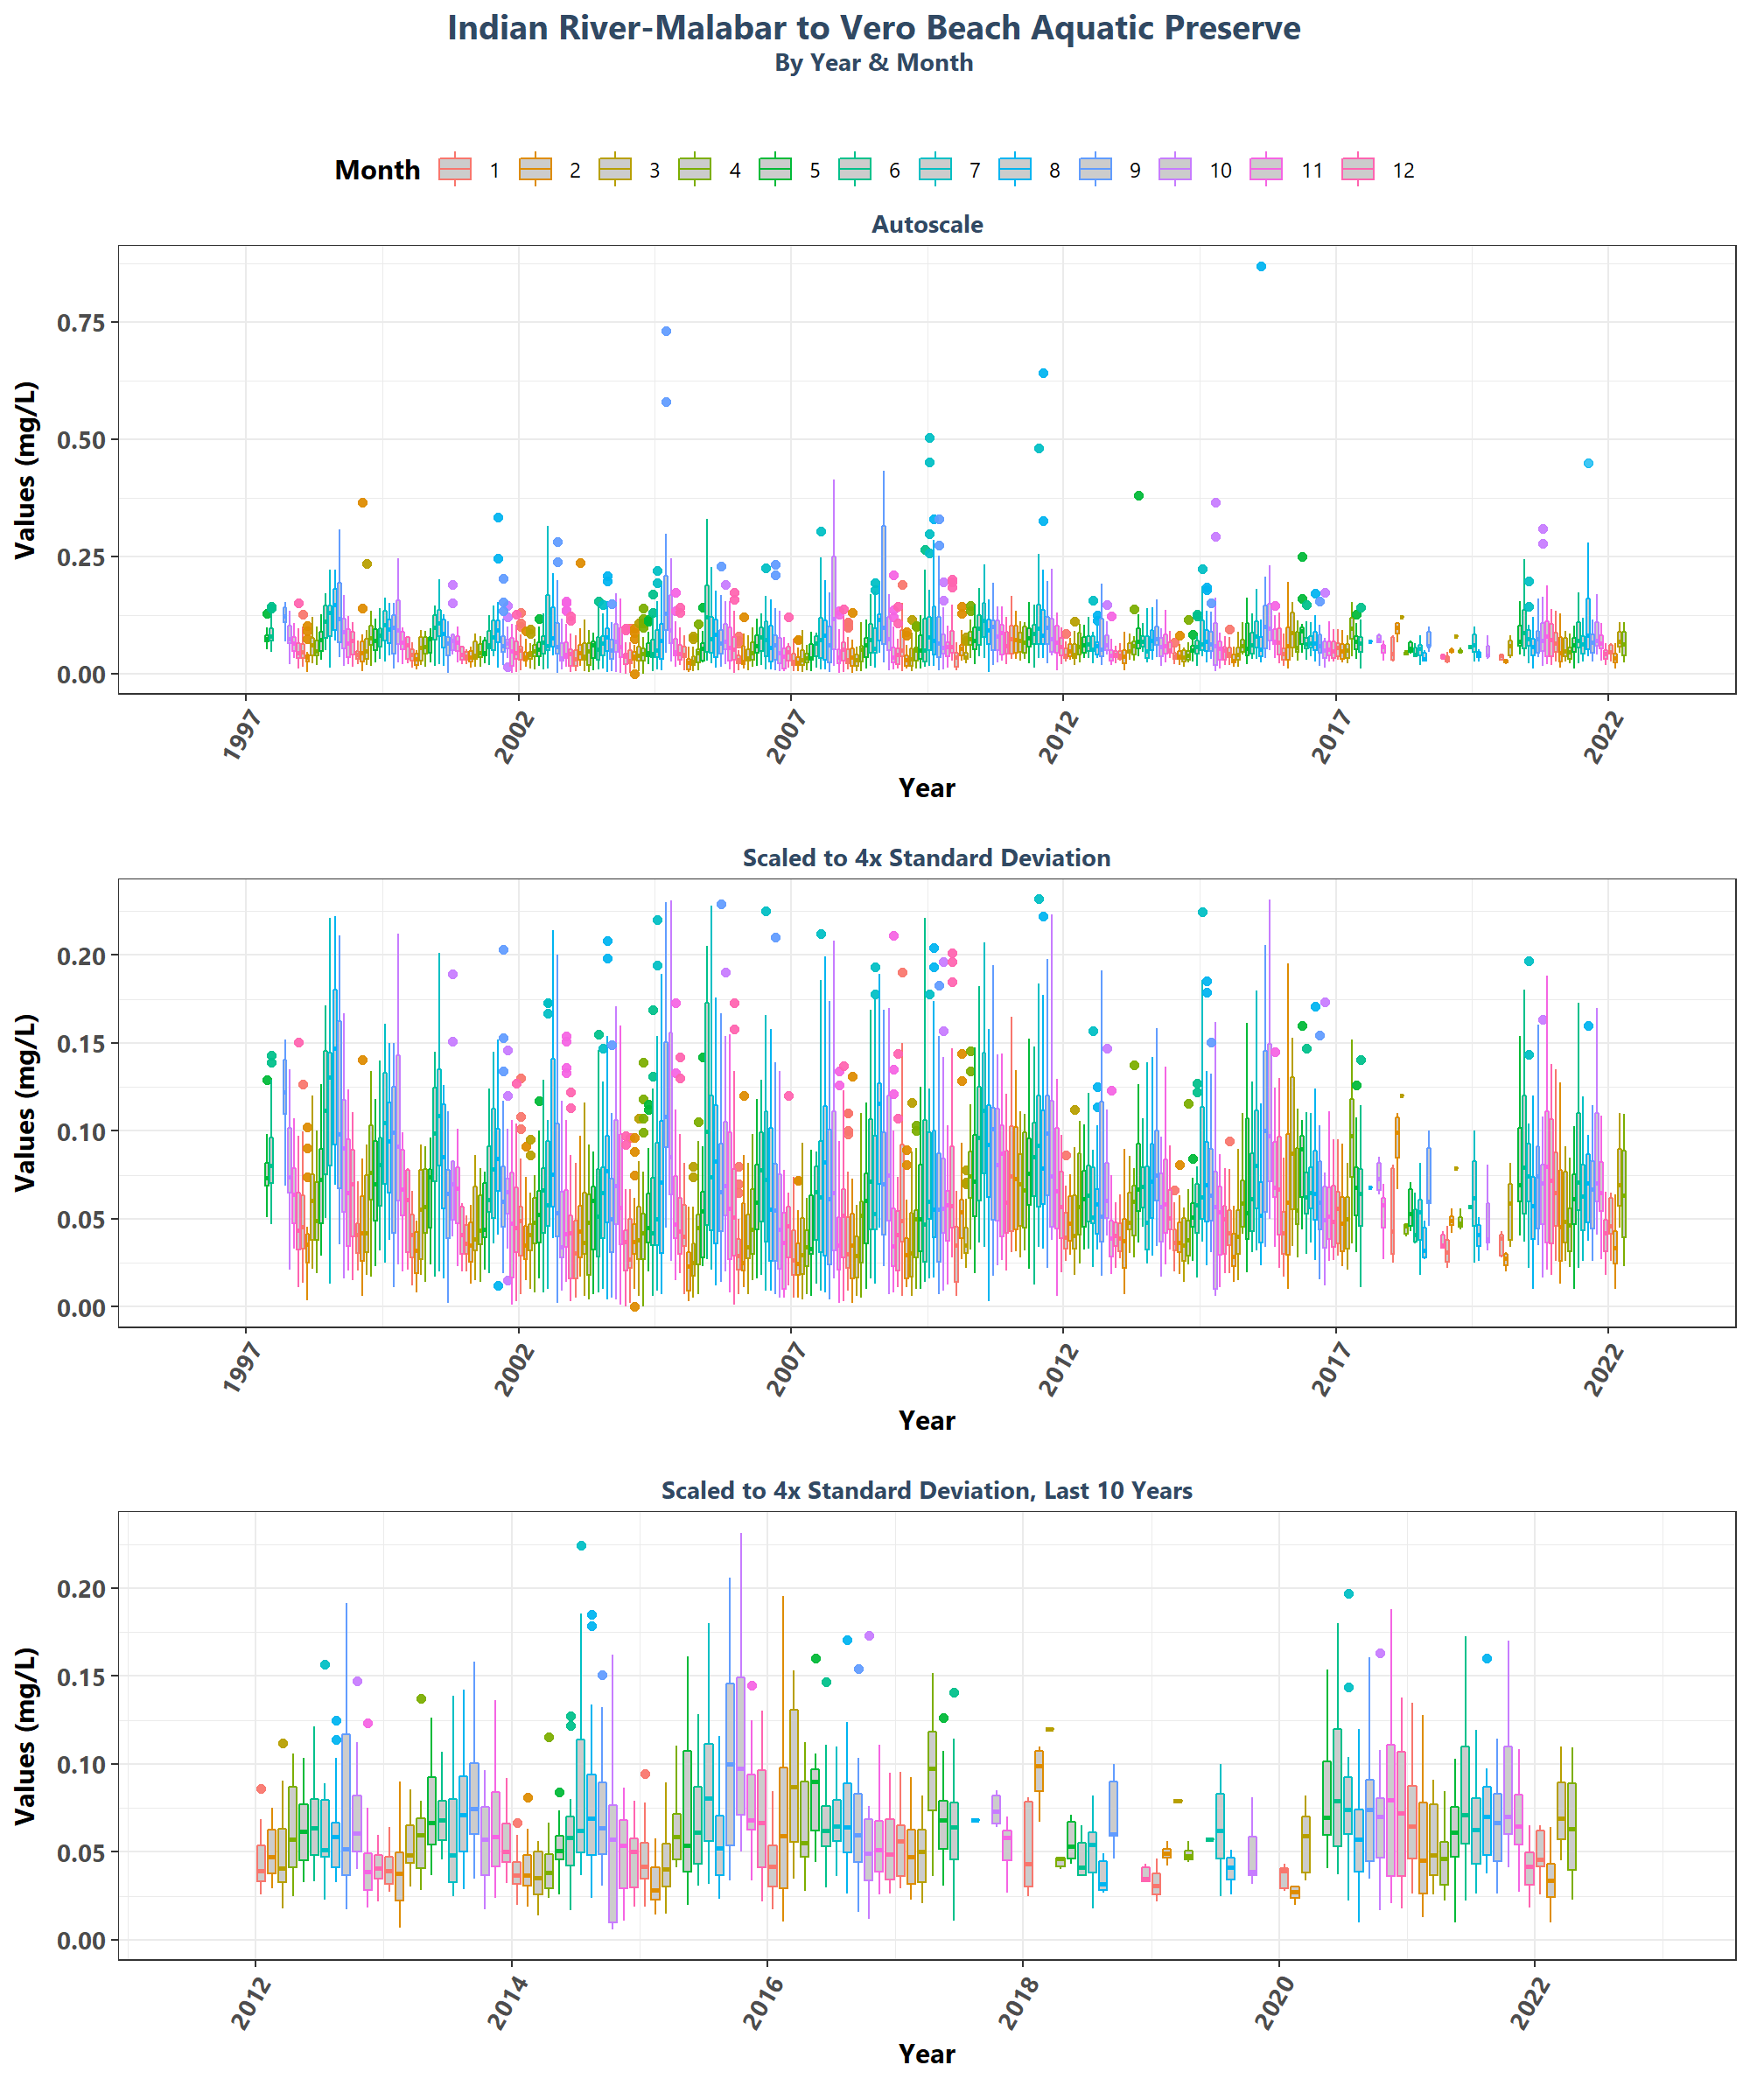 Indian River-Malabar to Vero Beach Aquatic Preserve
By Year & Month
Month 1 2 3 4 5 6 7 8 9 10 11 12
Autoscale
Values (mg/L)
0.75
0.50
0.25
0.00
1997 2002 2007 2012 2017 2022
Year
Scaled to 4x Standard Deviation
Values (mg/L)
0.20
0.15
0.10
0.05
0.00
1997 2002 2007 2012 2017 2022
Year
Scaled to 4x Standard Deviation, Last 10 Years
Values (mg/L)
0.20
0.15
0.10
0.05
0.00
2012 2014 2016 2018 2020 2022
Year